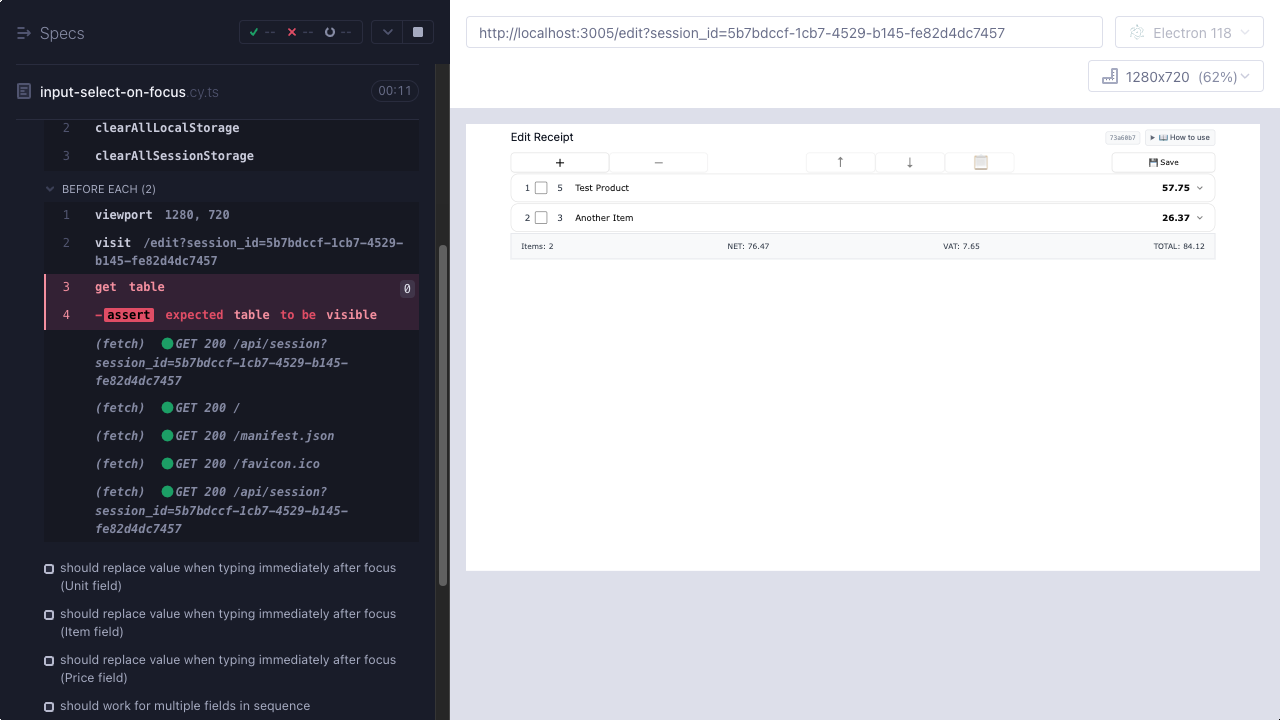 Specs
-- -- --
input-select-on-focus.cy.ts 00:11
2 clearAllLocalStorage
3 clearAllSessionStorage
BEFORE EACH (2)
1 viewport 1280, 720
2 visit /edit?session_id=5b7bdccf-1cb7-4529-
b145-fe82d4dc7457
3 get table 0
4 -assert expected table to be visible
(fetch) GET 200 /api/session?
session_id=5b7bdccf-1cb7-4529-b145-
fe82d4dc7457
(fetch) GET 200 /
(fetch) GET 200 /manifest.json
(fetch) GET 200 /favicon.ico
(fetch) GET 200 /api/session?
session_id=5b7bdccf-1cb7-4529-b145-
fe82d4dc7457
should replace value when typing immediately after focus
(Unit field)
should replace value when typing immediately after focus
(Item field)
should replace value when typing immediately after focus
(Price field)
should work for multiple fields in sequence
http://localhost:3005/edit?session_id=5b7bdccf-1cb7-4529-b145-fe82d4dc7457
Electron 118
1280x720 (62%)
Edit Receipt
73a60b7
How to use
+ − ↑ ↓ Save
1 5 Test Product 57.75
2 3 Another Item 26.37
Items: 2 NET: 76.47 VAT: 7.65 TOTAL: 84.12